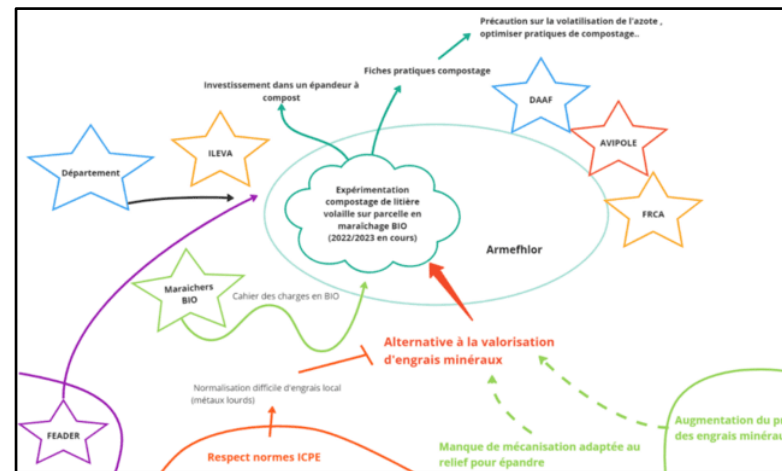 Précaution sur la volatilisation de l'azote ,
optimiser pratiques de compostage..
Fiches pratiques compostage
Investissement dans un épandeur à
compost
DAAF
ILEVA
AVIPOLE
Département
Expérimentation
compostage de litière
volaille sur parcelle en
maraîchage BIO
(2022/2023 en cours)
FRCA
Armefhlor
Maraichers
BIO
Cahier des charges en BIO
Alternative à la valorisation
d'engrais minéraux
Normalisation difficile d'engrais local
(métaux lourds)
FEADER
Augmentation du
des engrais
Respect normes ICPE
Manque de mécanisation adaptée au
relief pour épandre